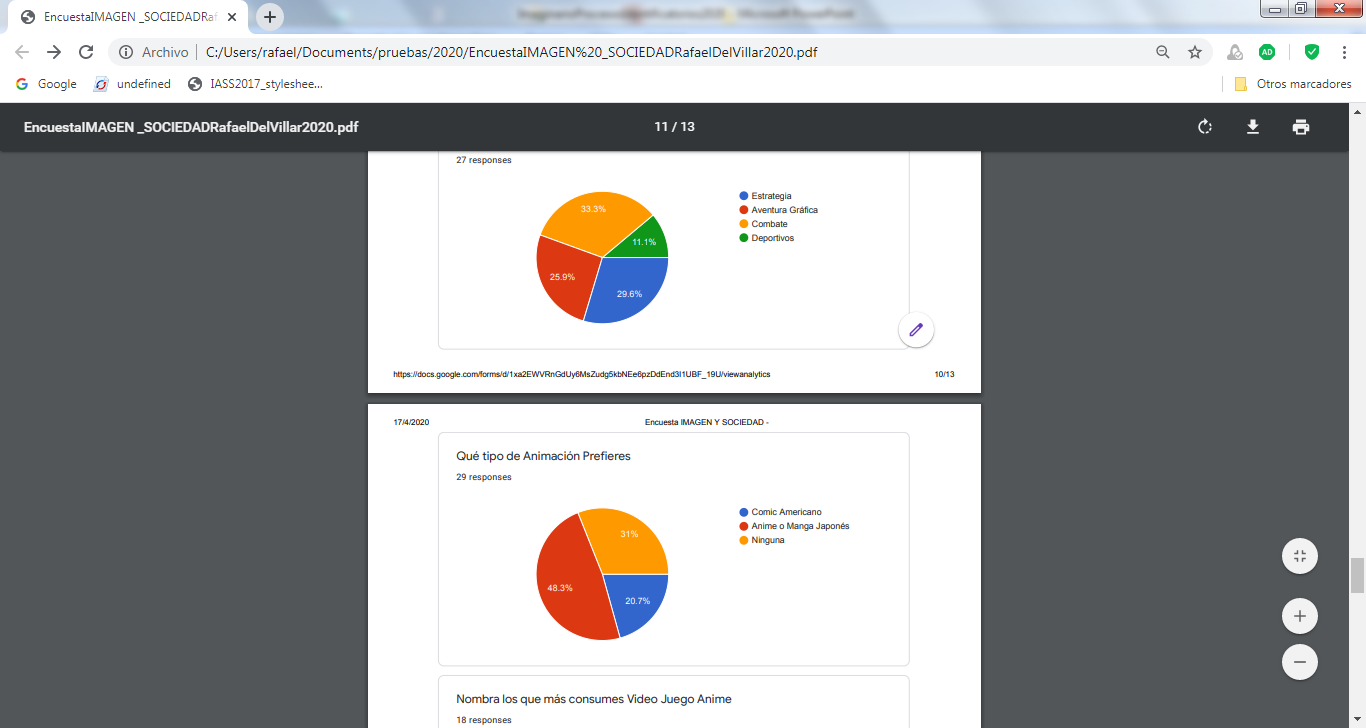 EncuestaIMAGEN _SOCIEDADRaf
Archivo
C:/Users/rafael/Documents/pruebas/2020/EncuestaIMAGEN%20_SOCIEDADRafaelDelVillar2020.pdf
AD
Google
undefined
IASS2017_styleshee...
Otros marcadores
EncuestaIMAGEN _SOCIEDADRafaelDelVillar2020.pdf
11 / 13
27 responses
33.3%
11.1%
25.9%
29.6%
Estrategia
Aventura Gráfica
Combate
Deportivos
https://docs.google.com/forms/d/1xa2EWVRnGdUy6MsZudg5kbNEe6pzDdEnd3I1UBF_19U/viewanalytics
10/13
17/4/2020
Encuesta IMAGEN Y SOCIEDAD -
Qué tipo de Animación Prefieres
29 responses
31%
48.3%
20.7%
Comic Americano
Anime o Manga Japonés
Ninguna
Nombra los que más consumes Video Juego Anime
18 responses